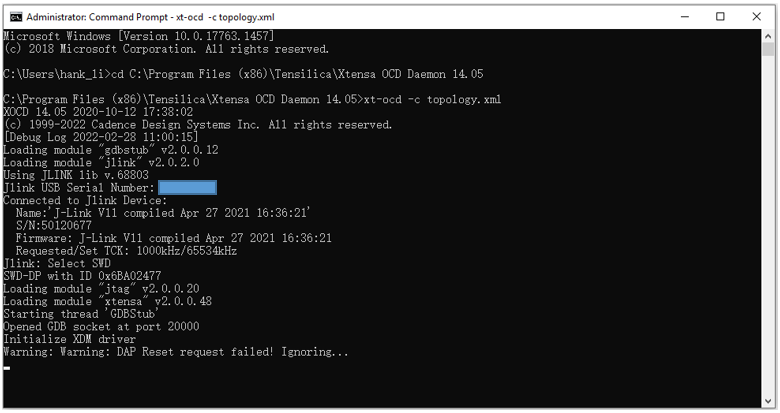 Administrator: Command Prompt - xt-ocd -c topology.xml
Microsoft Windows [Version 10.0.17763.1457]
(c) 2018 Microsoft Corporation. All rights reserved.
C:\Users\hank_li>cd C:\Program Files (x86)\Tensilica\Xtensa OCD Daemon 14.05
C:\Program Files (x86)\Tensilica\Xtensa OCD Daemon 14.05>xt-ocd -c topology.xml
XOCD 14.05 2020-10-12 17:38:02
(c) 1999-2022 Cadence Design Systems Inc. All rights reserved.
[Debug Log 2022-02-28 11:00:15]
Loading module "gdbstub" v2.0.0.12
Loading module "jlink" v2.0.2.0
Using JLINK lib v.68803
Jlink USB Serial Number:
Connected to Jlink Device:
Name:'J-Link V11 compiled Apr 27 2021 16:36:21'
S/N:50120677
Firmware: J-Link V11 compiled Apr 27 2021 16:36:21
Requested/Set TCK: 1000kHz/65534kHz
Jlink: Select SWD
SWD-DP with ID 0x6BA02477
Loading module "jtag" v2.0.0.20
Loading module "xtensa" v2.0.0.48
Starting thread 'GDBStub'
Opened GDB socket at port 20000
Initialize XDM driver
Warning: Warning: DAP Reset request failed! Ignoring...